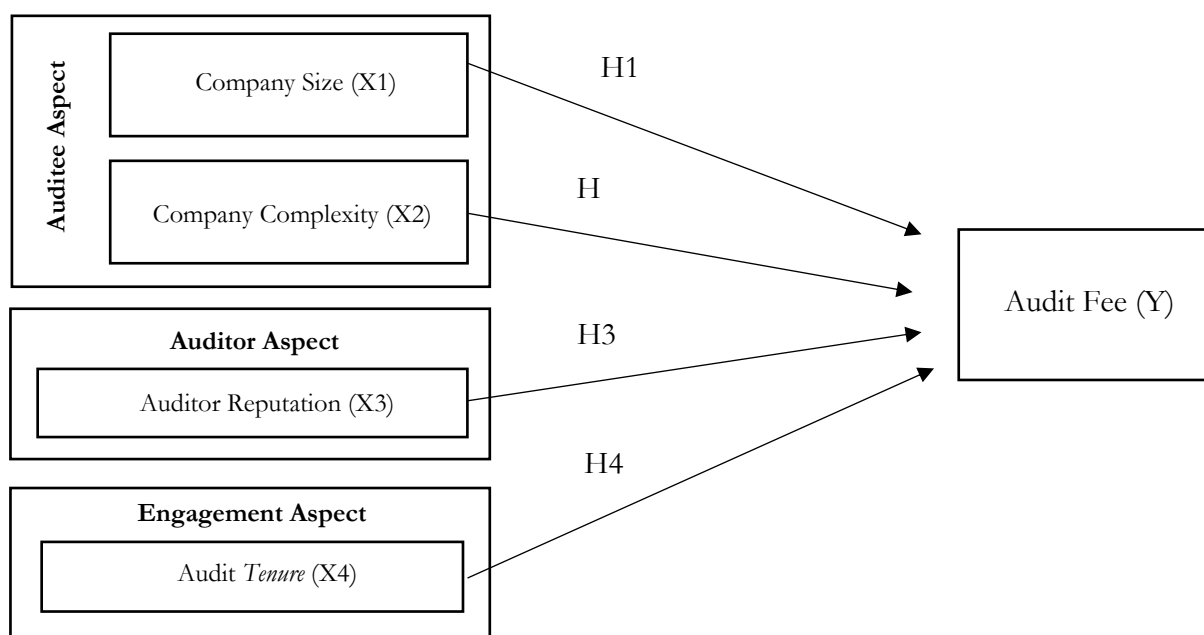 Auditee Aspect
Company Size (X1)
H1
Company Complexity (X2)
H
Audit Fee (Y)
Auditor Aspect
Auditor Reputation (X3)
H3
Engagement Aspect
Audit Tenure (X4)
H4